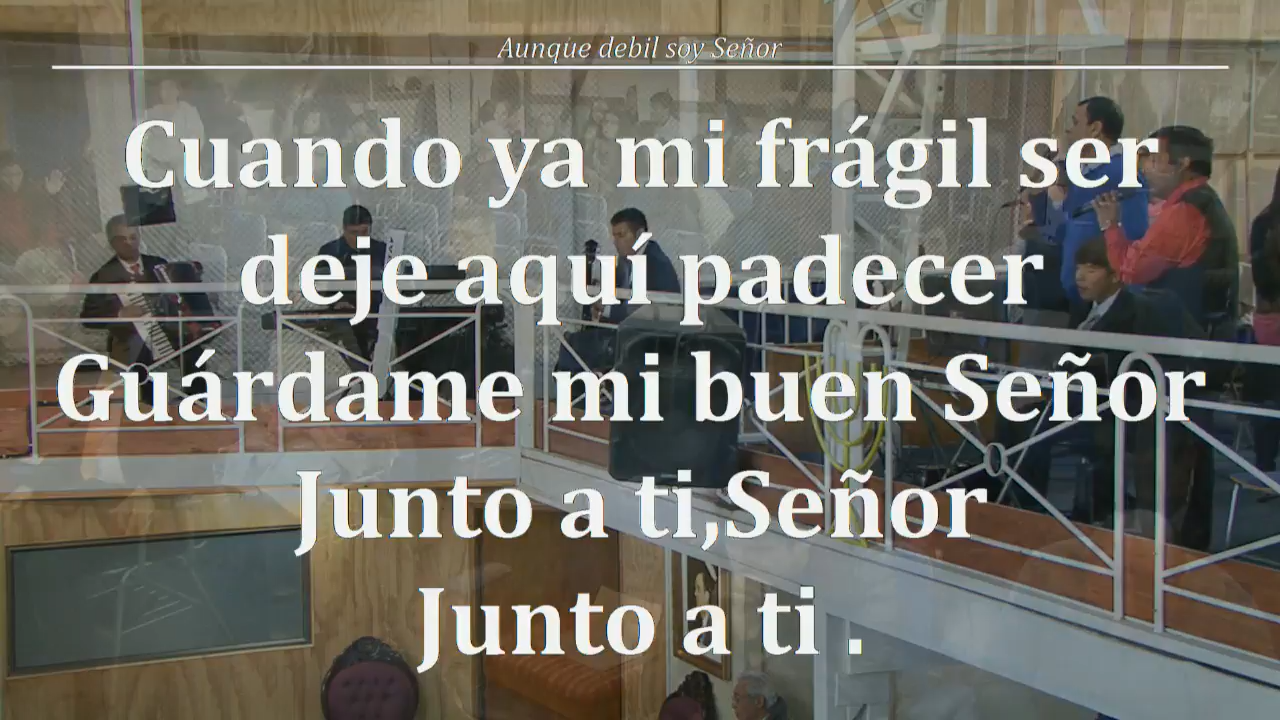 Aunque debil soy Señor
Cuando ya mi frágil ser
deje aquí padecer
Guárdame mi buen Señor
Junto a ti,Señor
Junto a ti .